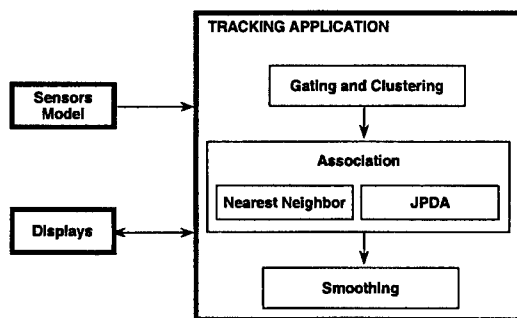 TRACKING APPLICATION
Gating and Clustering
Sensors
Model
Association
Nearest Neighbor
JPDA
Displays
Smoothing